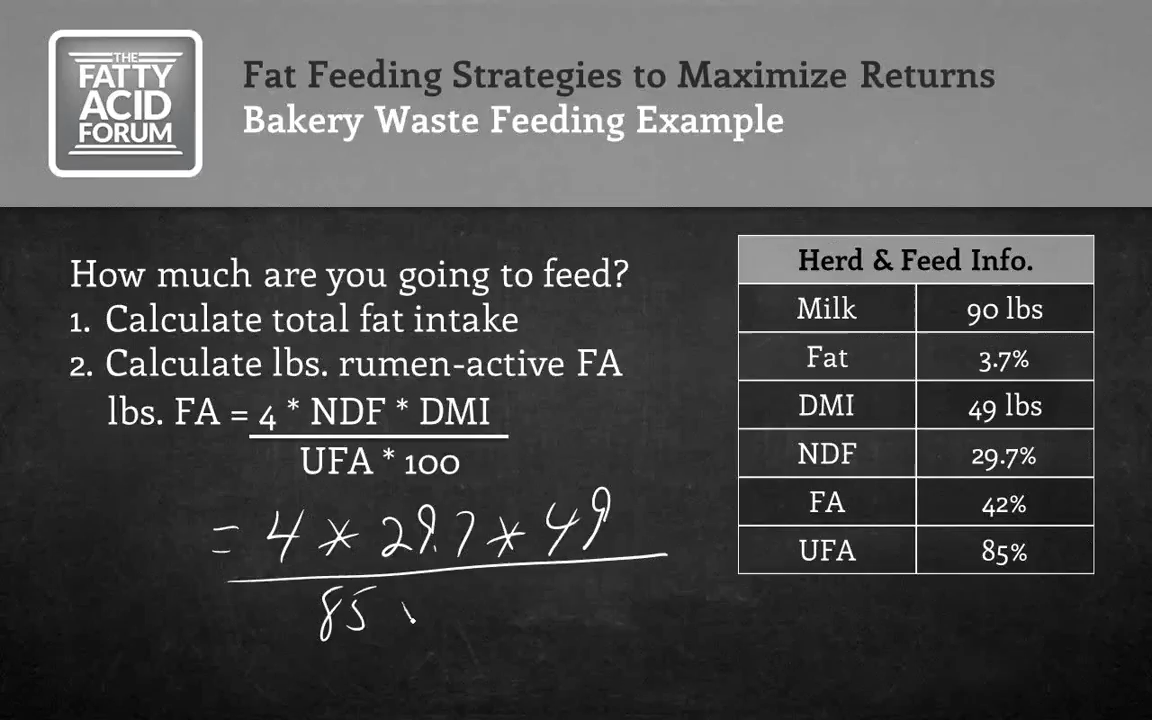 THE
FATTY
ACID
FORUM
Fat Feeding Strategies to Maximize Returns
Bakery Waste Feeding Example
How much are you going to feed?
1. Calculate total fat intake
2. Calculate lbs. rumen-active FA
lbs. FA = 4 * NDF * DMI
UFA * 100
= 4 * 29.7 * 49
85
Herd & Feed Info.
Milk 90 lbs
Fat 3.7%
DMI 49 lbs
NDF 29.7%
FA 42%
UFA 85%